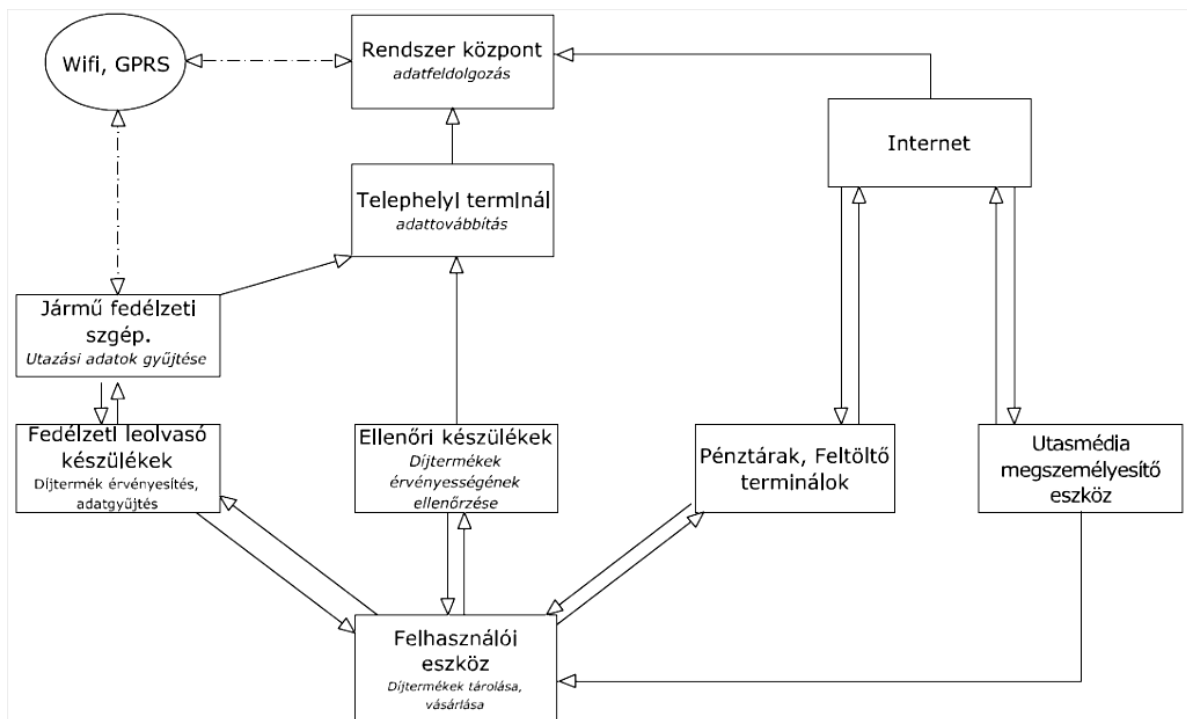 Wifi, GPRS
Rendszer központ
adatfeldolgozás
Internet
Telephelyi terminál
adattovábbítás
Jármű fedélzeti
szgép.
Utazási adatok gyűjtése
Fedélzeti leolvasó
készülékek
Díjtermék érvényesítés,
adatgyűjtés
Ellenőri készülékek
Díjtermékek
érvényességének
ellenőrzése
Pénztárak, Feltöltő
terminálok
Utasmédia
megszemélyesítő
eszköz
Felhasználói
eszköz
Díjtermékek tárolása,
vásárlása